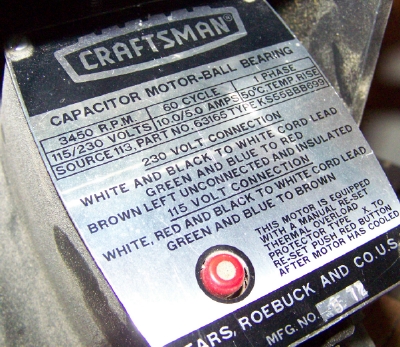 CRAFTSMAN
CAPACITOR MOTOR-BALL BEARING
3450 R.P.M. 60 CYCLE 1 PHASE
115/230 VOLTS 10.0/5.0 AMPS 50°C TEMP RISE
SOURCE 113, PART NO. 63165 TYPE
230 VOLT CONNECTION
WHITE AND BLACK TO WHITE CORD LEAD
GREEN AND BLUE TO RED
BROWN LEFT UNCONNECTED AND INSULATED
115 VOLT CONNECTION
WHITE, RED AND BLACK TO WHITE CORD LEAD
GREEN AND BLUE TO BROWN
THIS MOTOR IS EQUIPPED
WITH A MANUAL RE-SET
THERMAL OVERLOAD
PROTECTOR TYPE X. TO
RE-SET PUSH RED BUTTON
AFTER MOTOR HAS COOLED
SEARS, ROEBUCK AND CO. U.S.
MFG. NO.